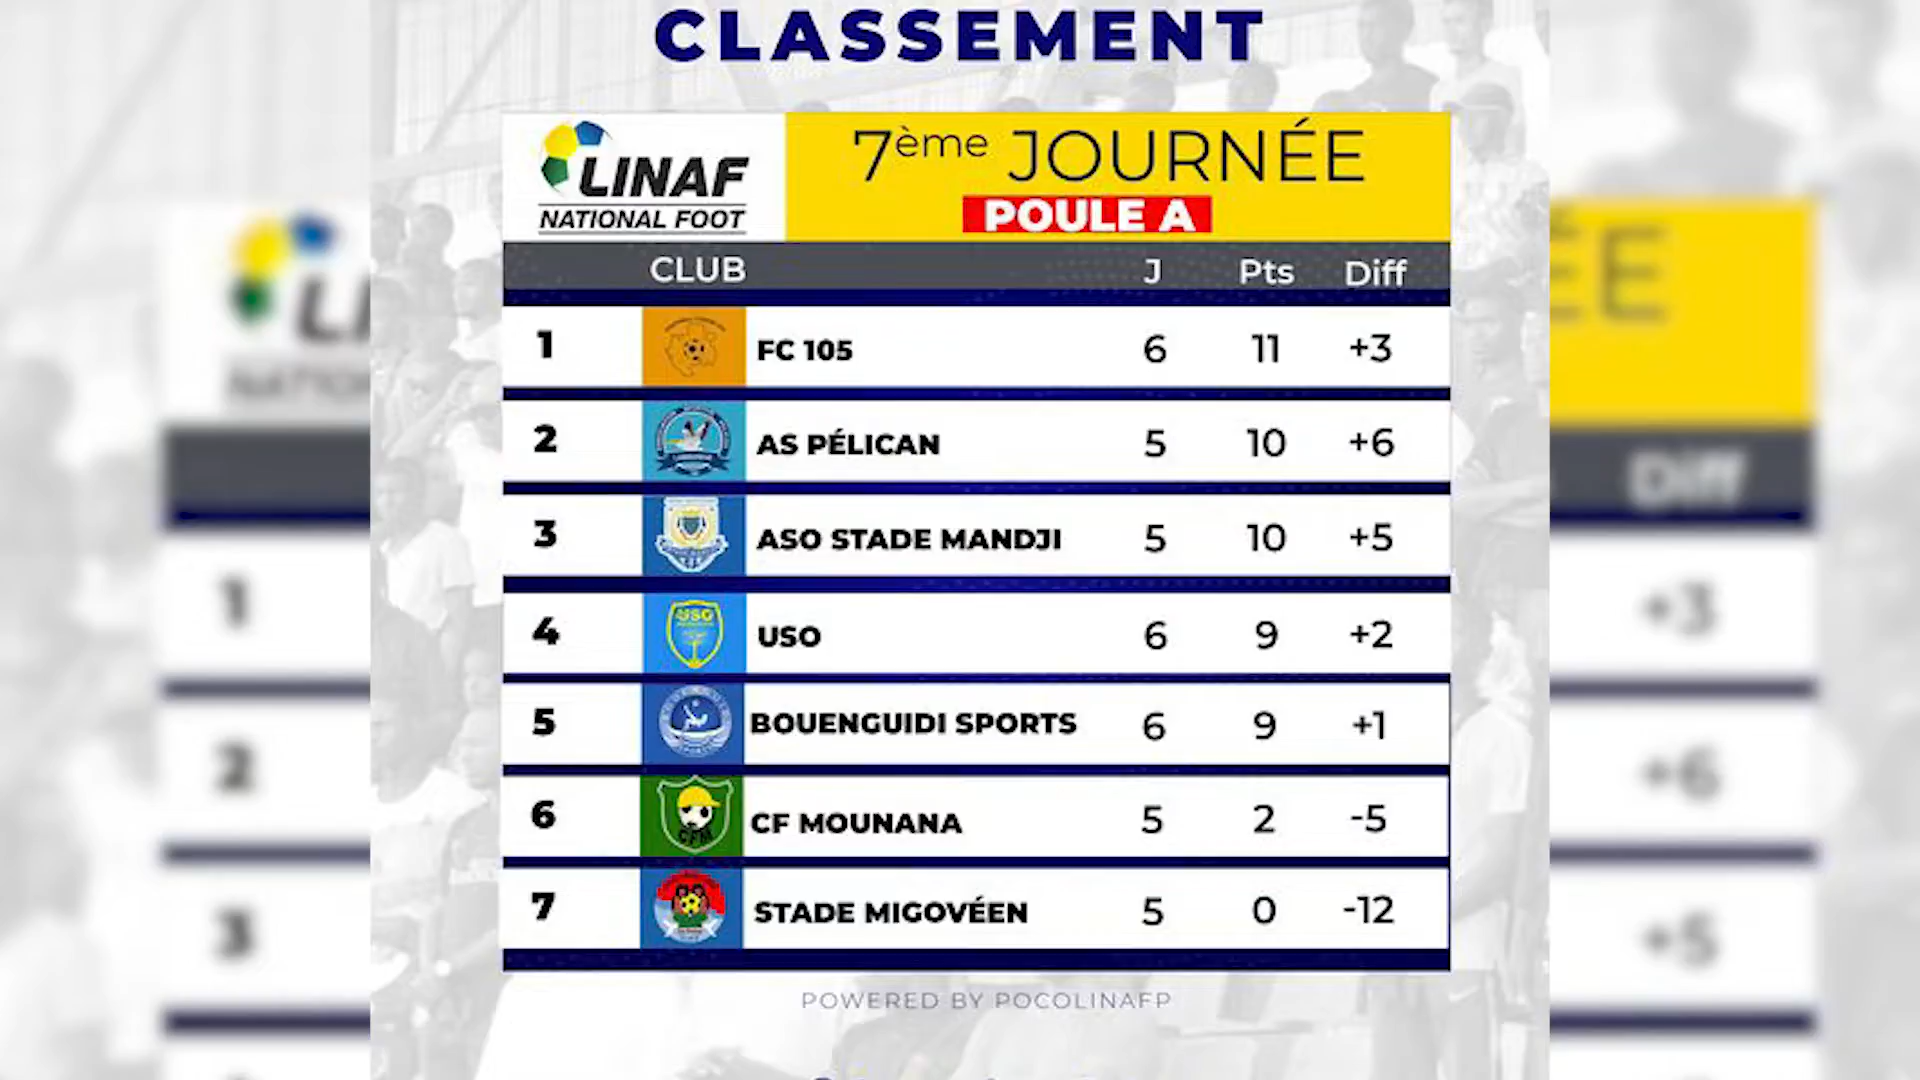 CLASSEMENT
LINAF
NATIONAL FOOT
7ème JOURNÉE
POULE A
CLUB J Pts Diff
1 FC 105 6 11 +3
2 AS PÉLICAN 5 10 +6
3 ASO STADE MANDJI 5 10 +5
4 USO USO 6 9 +2
5 BOUENGUIDI SPORTS 6 9 +1
6 CFM CF MOUNANA 5 2 -5
7 STADE MIGOVÉEN 5 0 -12
POWERED BY POCOLINAFP